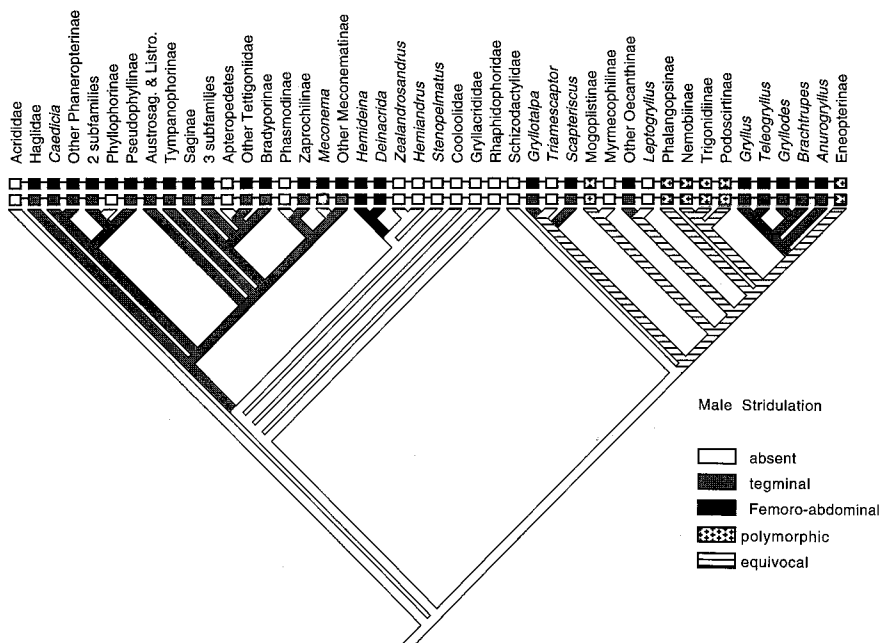 Acrididae
Haglidae
Caedicia
Other Phaneropterinae
2 subfamilies
Phyllophorinae
Pseudophyllinae
Austrosag. & Listro.
Tympanophorinae
Saginae
3 subfamilies
Apteropedetes
Other Tettigoniidae
Bradyporinae
Phasmodinae
Zaprochilinae
Meconema
Other Meconematinae
Hemideina
Deinacrida
Zealandrosandrus
Hemiandrus
Stenopelmatus
Cooloolidae
Gryllacrididae
Rhaphidophoridae
Schizodactylidae
Gryllotalpa
Triamescaptor
Scapteriscus
Mogoplistinae
Myrmecophilinae
Other Oecanthinae
Leptogryllus
Phalangopsinae
Nemobiinae
Trigonidiinae
Podoscirtinae
Gryllus
Teleogryllus
Gryllodes
Brachtrupes
Anurogryllus
Eneopterinae
Male Stridulation
absent
tegminal
Femoro-abdominal
polymorphic
equivocal